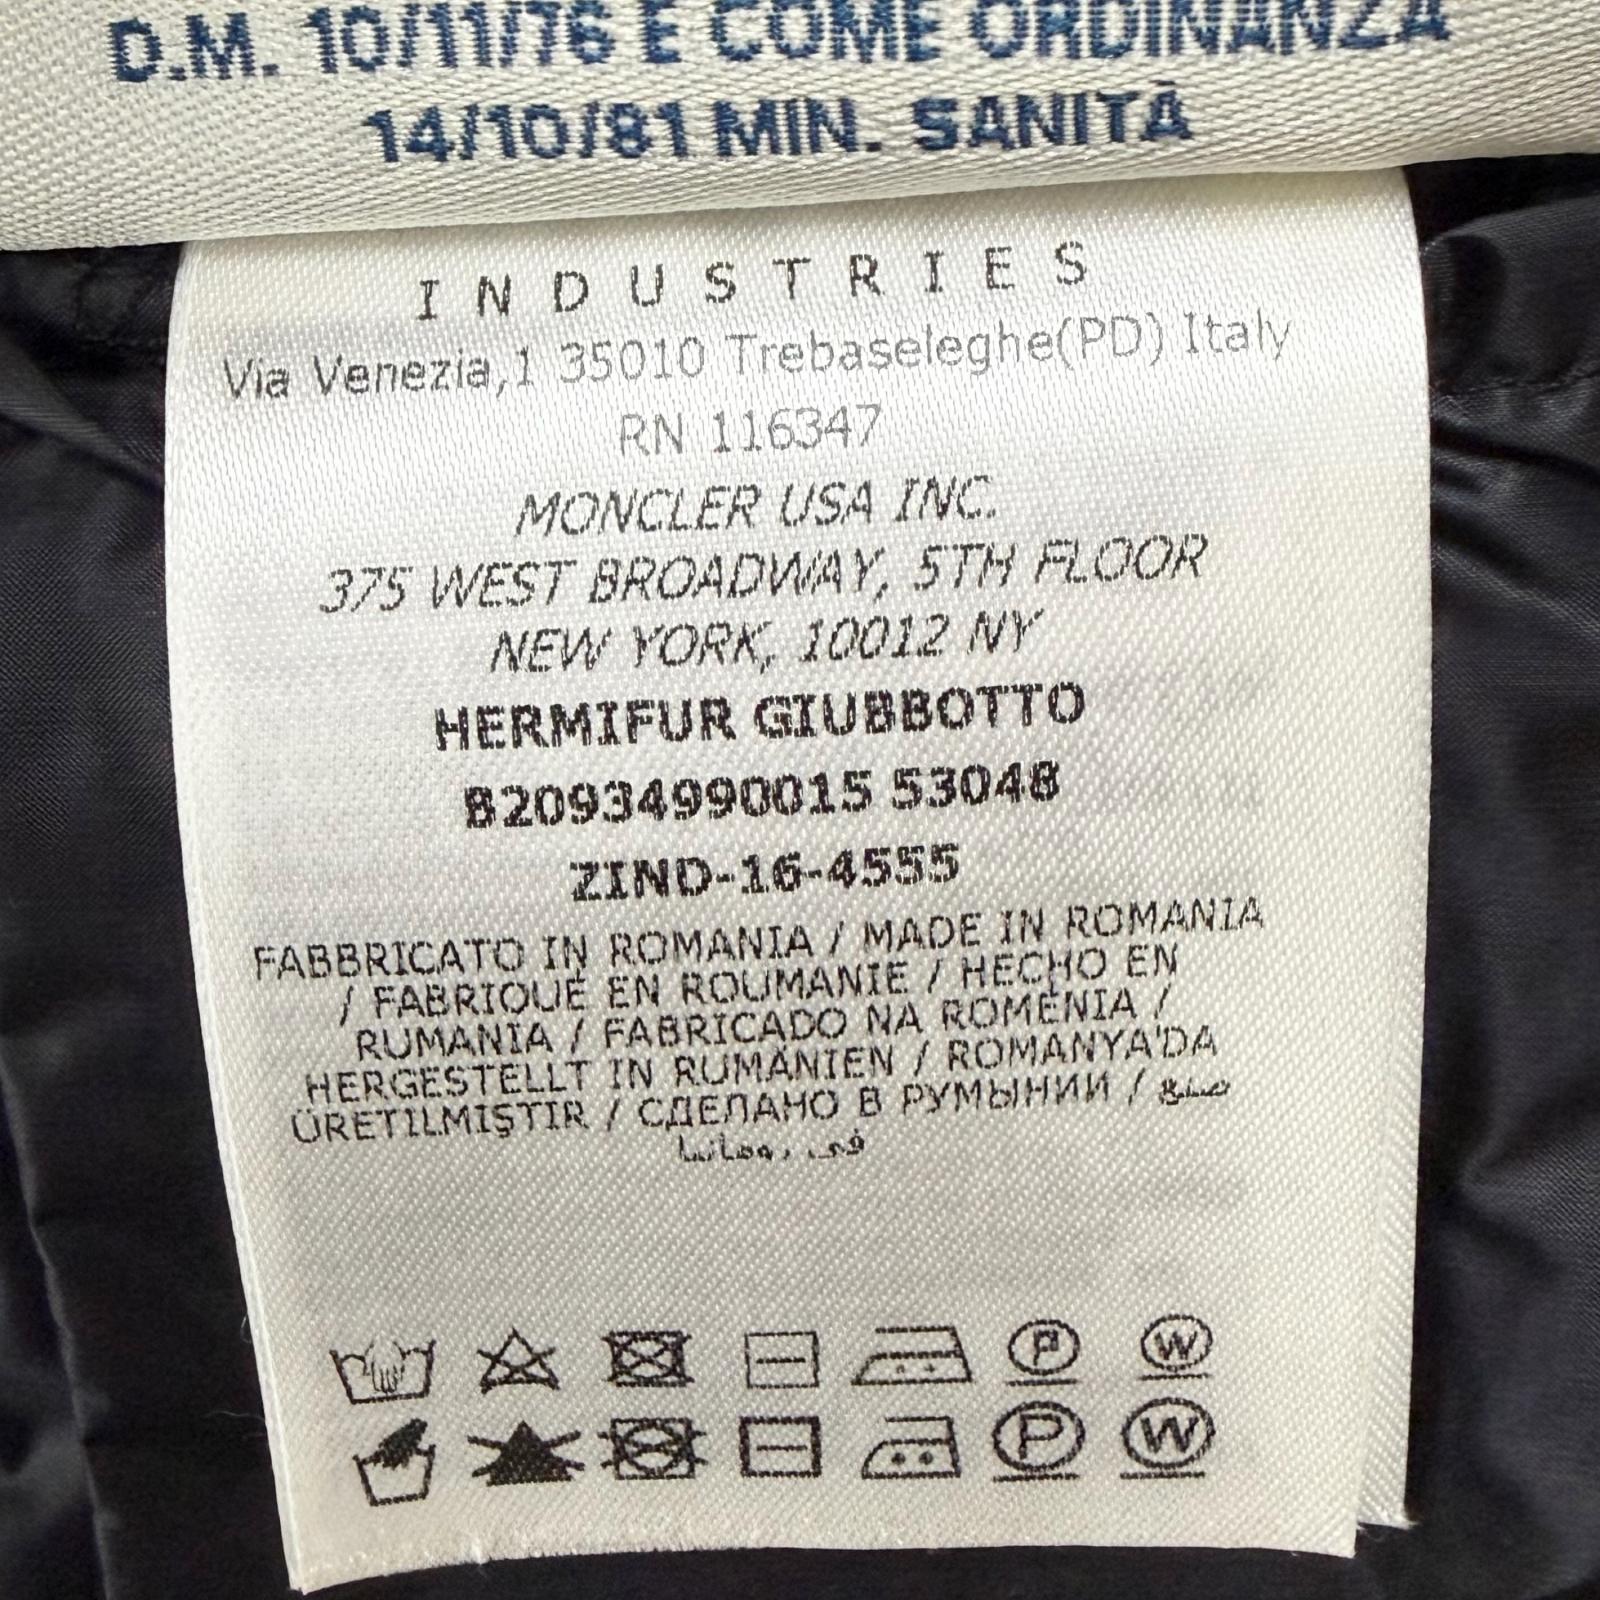 D.M. 10/11/76 E COME ORDINANZA
14/10/81 MIN. SANITÀ
INDUSTRIES
Via Venezia,1 35010 Trebaseleghe(PD) Italy
RN 116347
MONCLER USA INC.
375 WEST BROADWAY, 5TH FLOOR
NEW YORK, 10012 NY
HERMIFUR GIUBBOTTO
B20934990015 53048
ZIND-16-4555
FABBRICATO IN ROMANIA / MADE IN ROMANIA
/ FABRIQUÉ EN ROUMANIE / HECHO EN
RUMANIA / FABRICADO NA ROMÉNIA /
HERGESTELLT IN RUMÄNIEN / ROMANYA'DA
ÜRETILMIŞTIR / СДЕЛАНО В РУМЫНИИ / صنع
في رومانيا
P W
P W